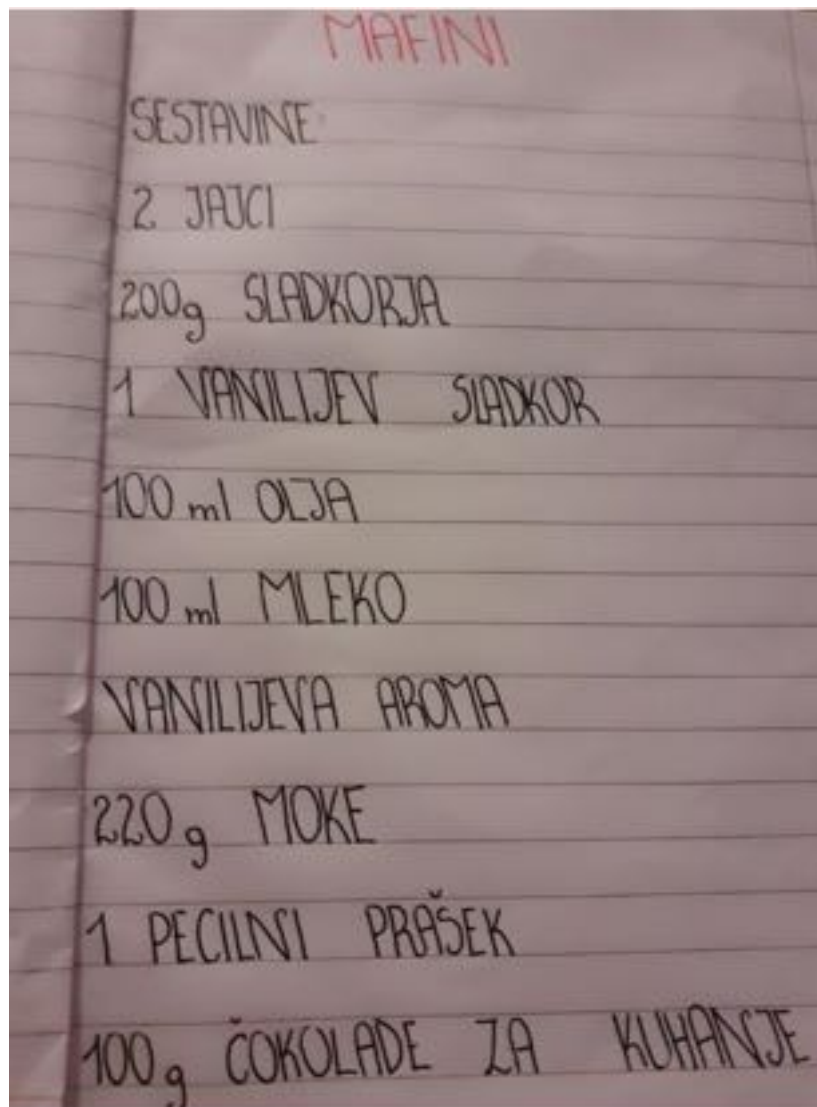 MAFINI
SESTAVINE:
2 JAJCI
200g SLADKORJA
1 VANILIJEV SLADKOR
100 ml OLJA
100 ml MLEKO
VANILIJEVA AROMA
220g MOKE
1 PECILNI PRAŠEK
100g ČOKOLADE ZA KUHANJE